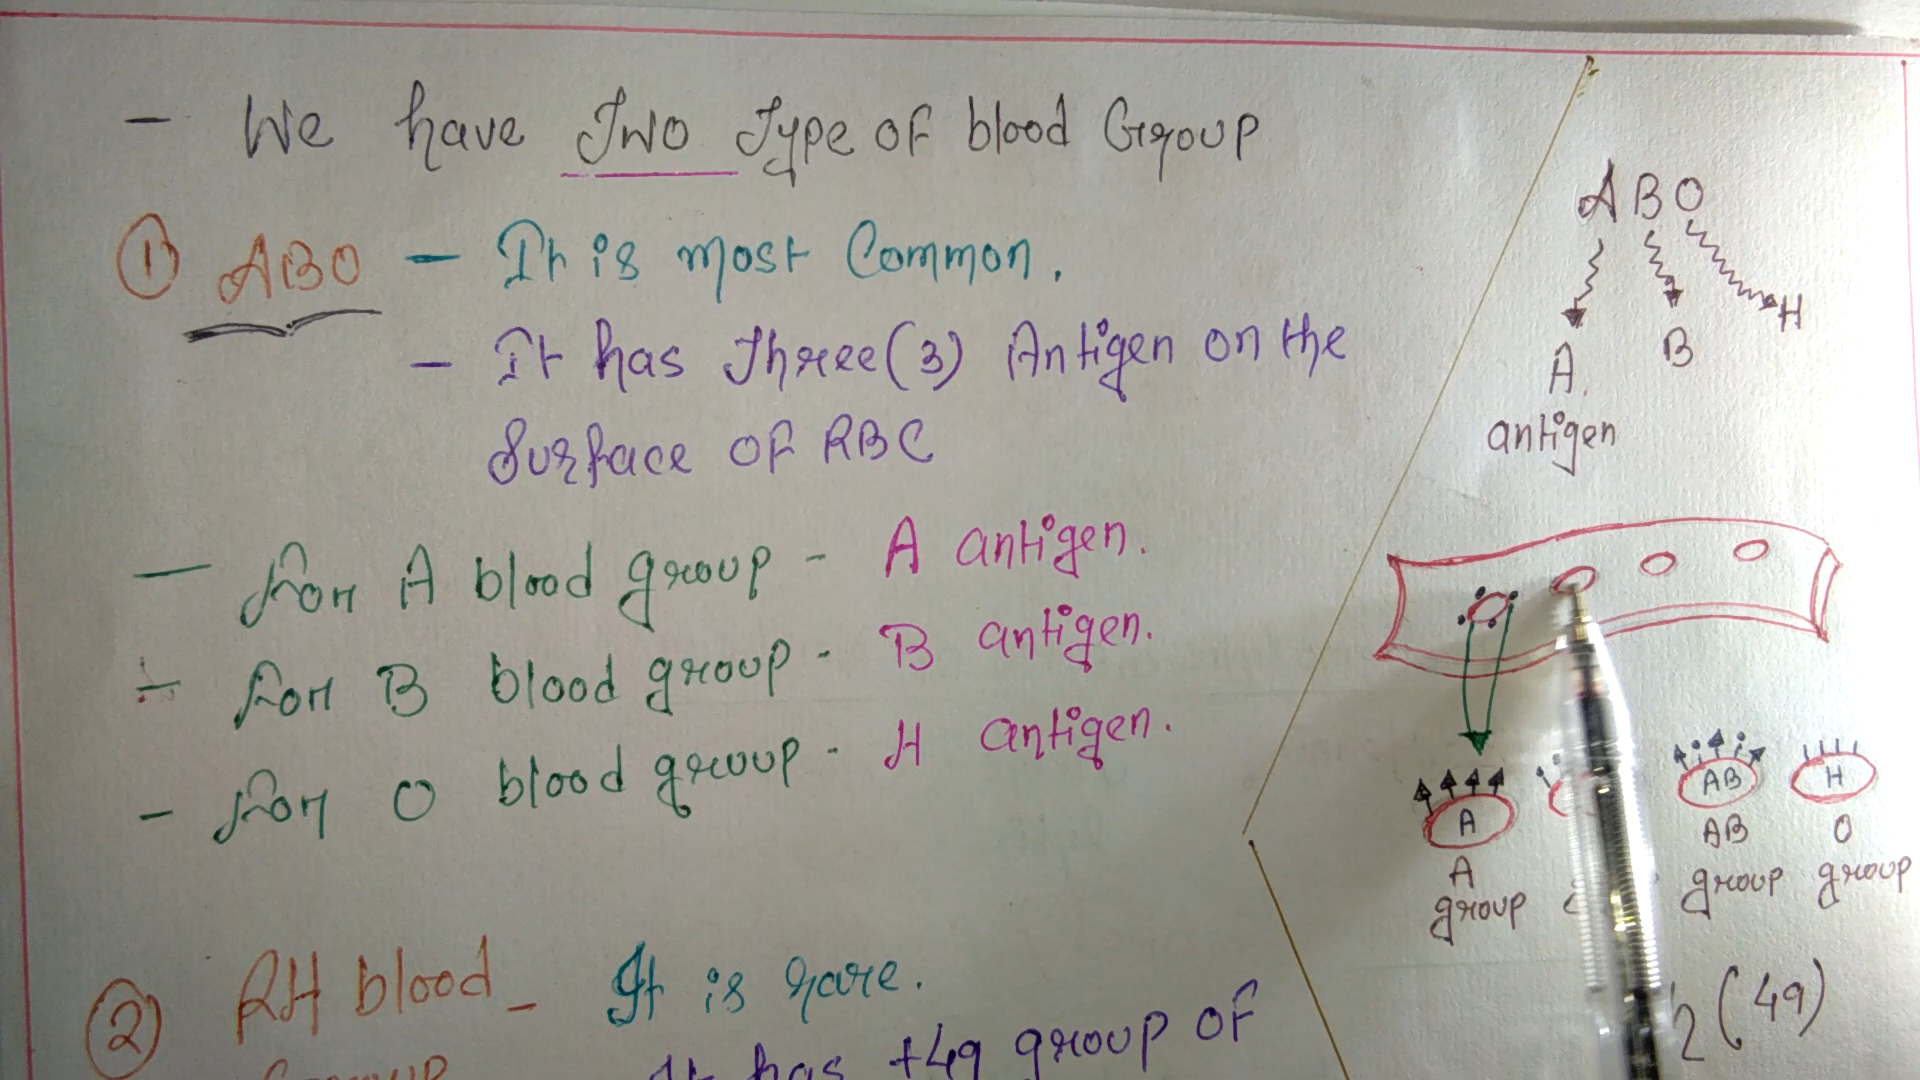 - We have Two Type of blood Group
① ABO - It is most Common.
- It has Three (3) Antigen on the
Surface of RBC
- For A blood group - A antigen.
- For B blood group - B antigen.
- For O blood group - H antigen.
② RH blood - It is rare.
It has +49 group of
ABO
A B H
antigen
A AB H
A group AB group O group
(49)